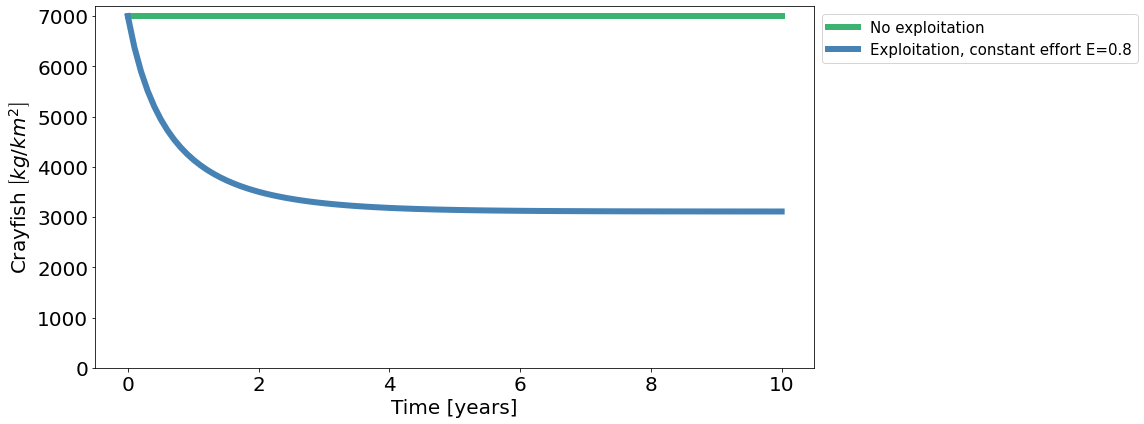 7000
6000
5000
4000
3000
2000
1000
0
Crayfish [kg/km²]
0 2 4 6 8 10
Time [years]
No exploitation
Exploitation, constant effort E=0.8